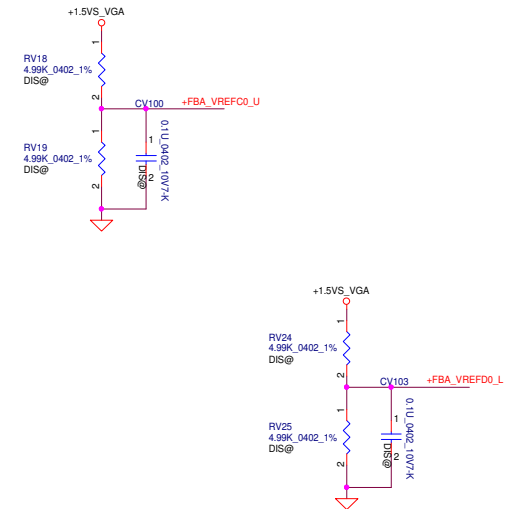 +1.5VS_VGA
1
RV18
4.99K_0402_1%
DIS@
2
CV100
+FBA_VREFC0_U
1
RV19
4.99K_0402_1%
DIS@
2
1
0.1U_0402_10V7-K
2
DIS@
+1.5VS_VGA
1
RV24
4.99K_0402_1%
DIS@
2
CV103
+FBA_VREFD0_L
1
RV25
4.99K_0402_1%
DIS@
2
1
0.1U_0402_10V7-K
2
DIS@